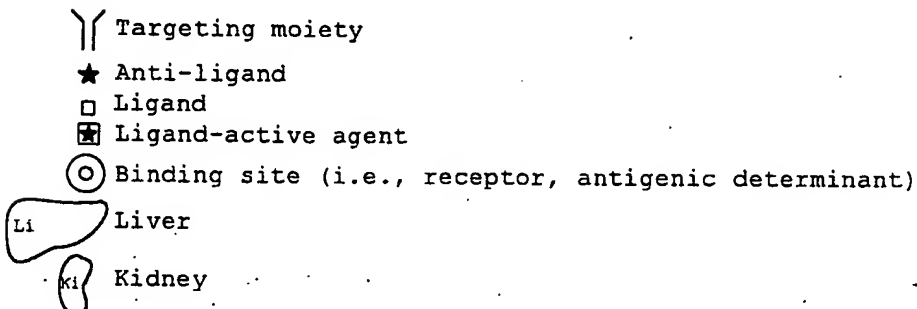 Targeting moiety
Anti-ligand
Ligand
Ligand-active agent
Binding site (i.e., receptor, antigenic determinant)
Li Liver
Ki Kidney